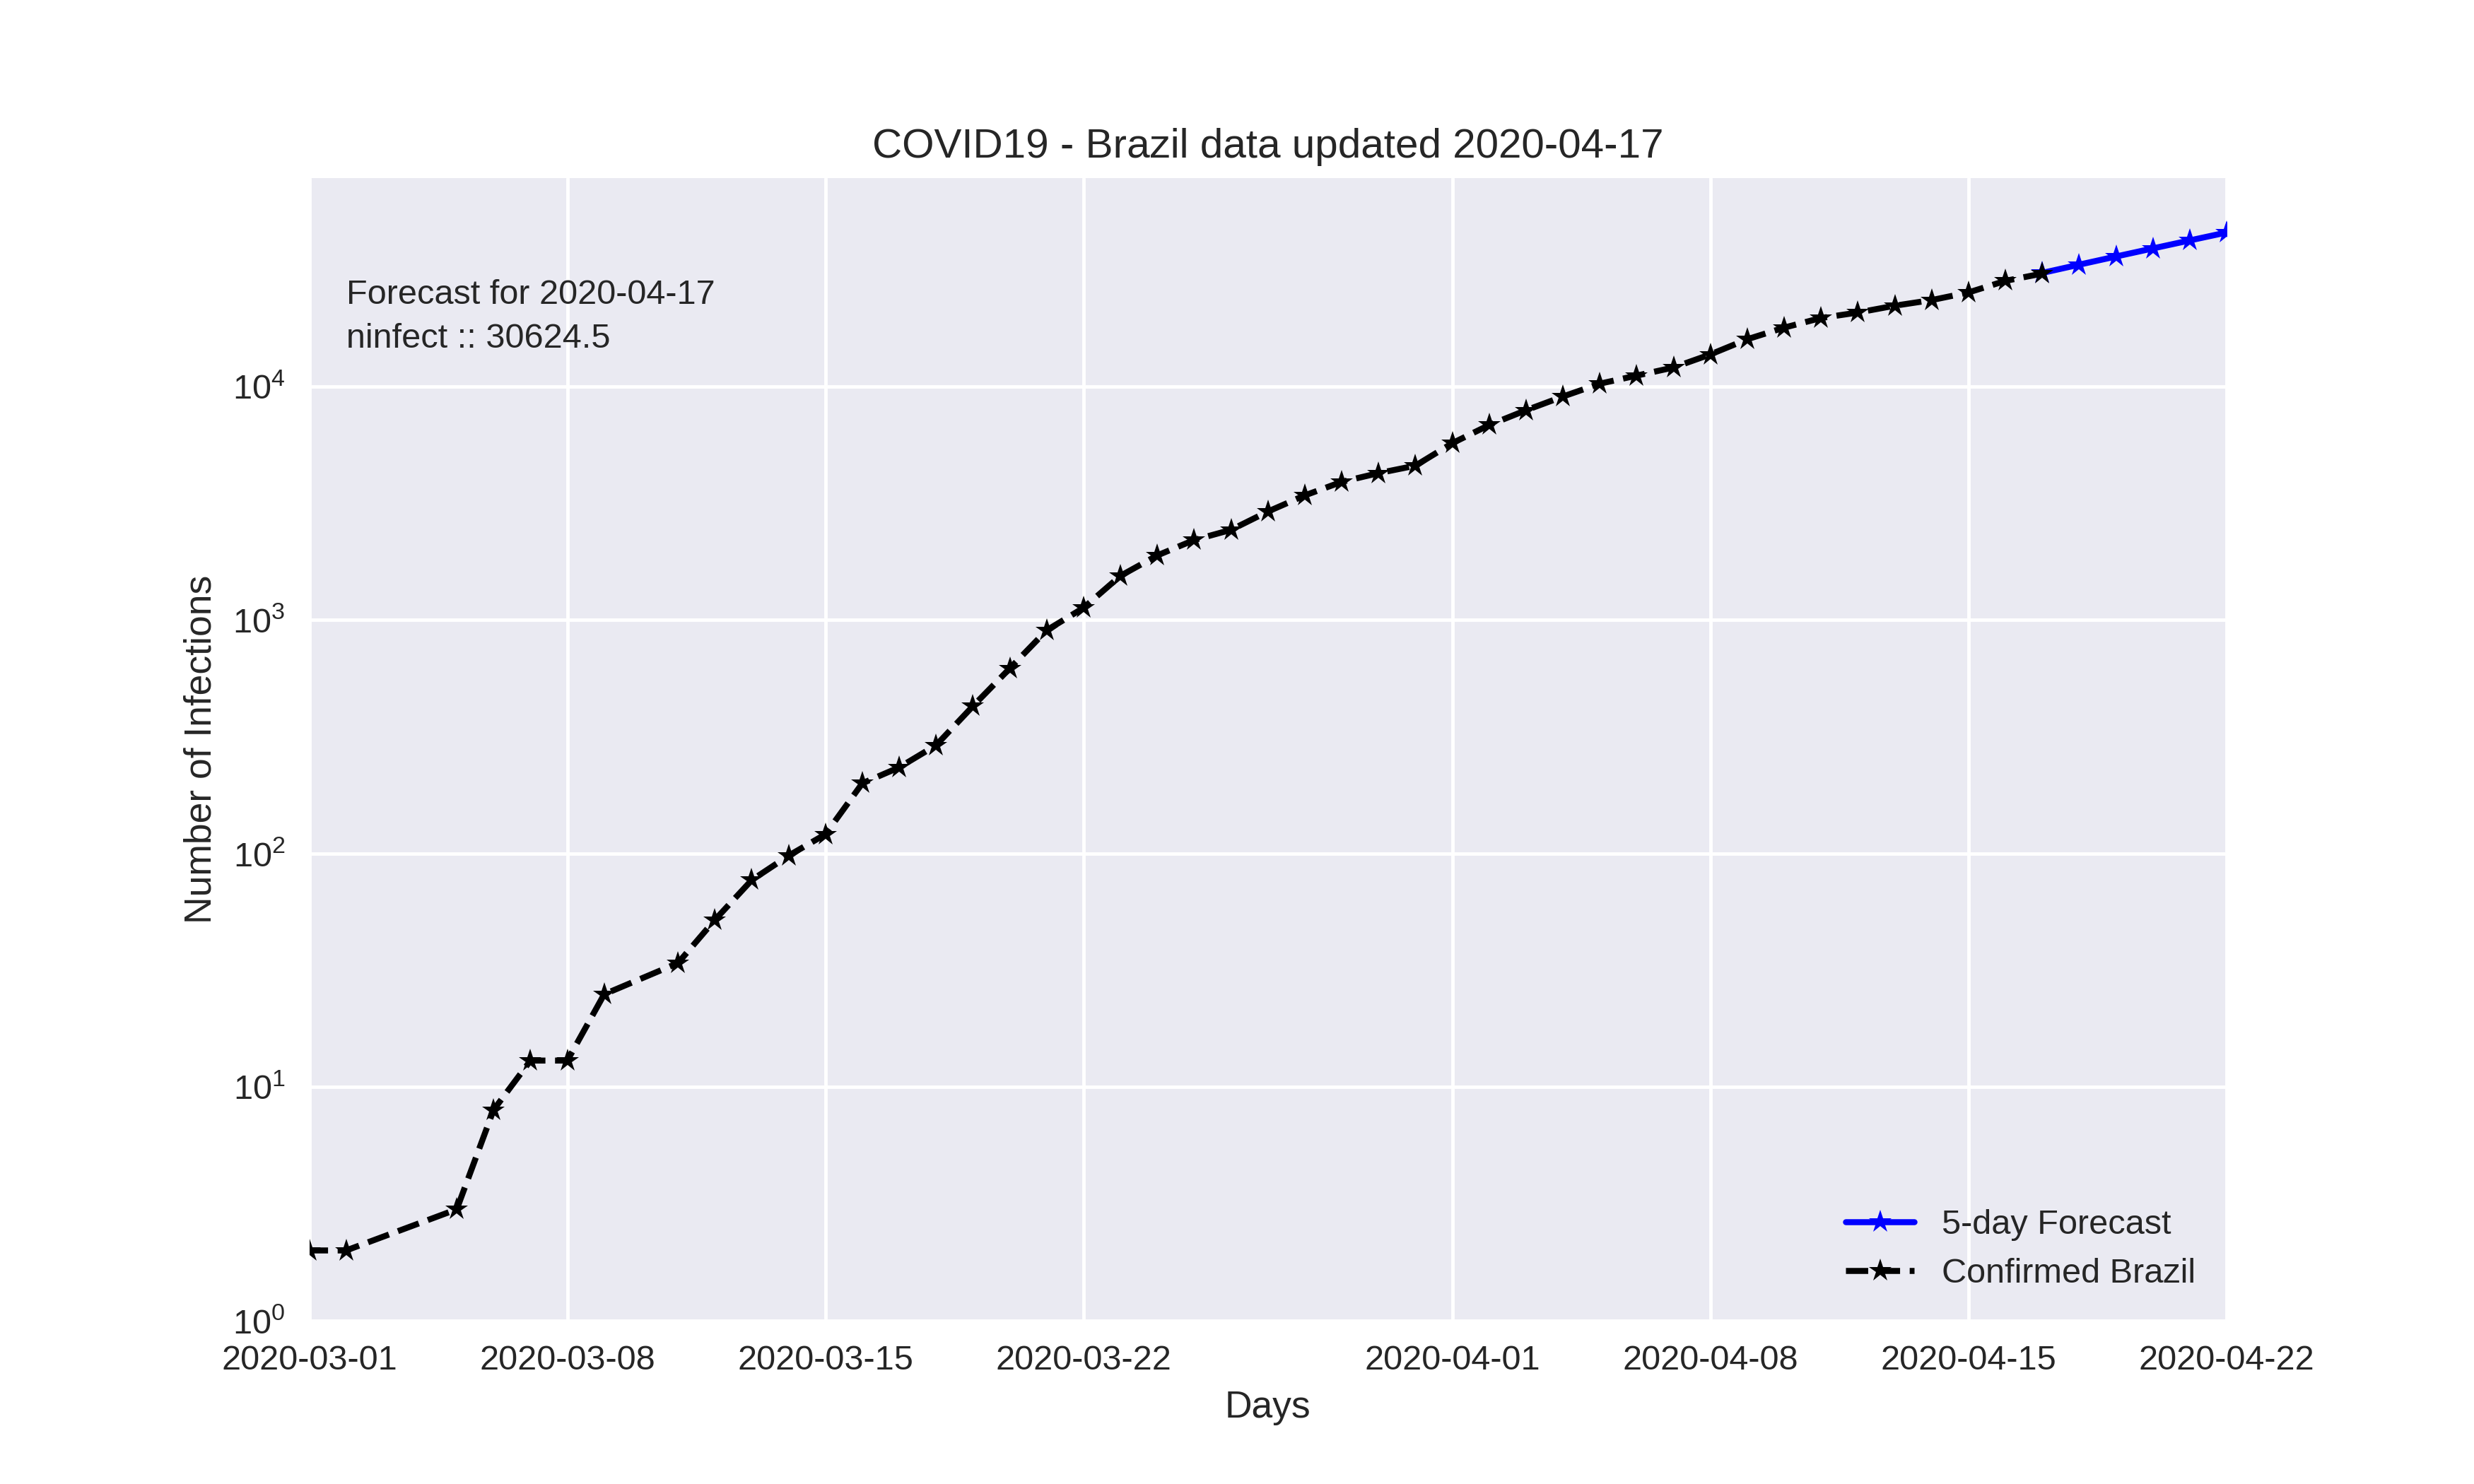 COVID19 - Brazil data updated 2020-04-17
Forecast for 2020-04-17
ninfect :: 30624.5
Number of Infections
10⁴
10³
10²
10¹
10⁰
5-day Forecast
Confirmed Brazil
2020-03-01 2020-03-08 2020-03-15 2020-03-22 2020-04-01 2020-04-08 2020-04-15 2020-04-22
Days